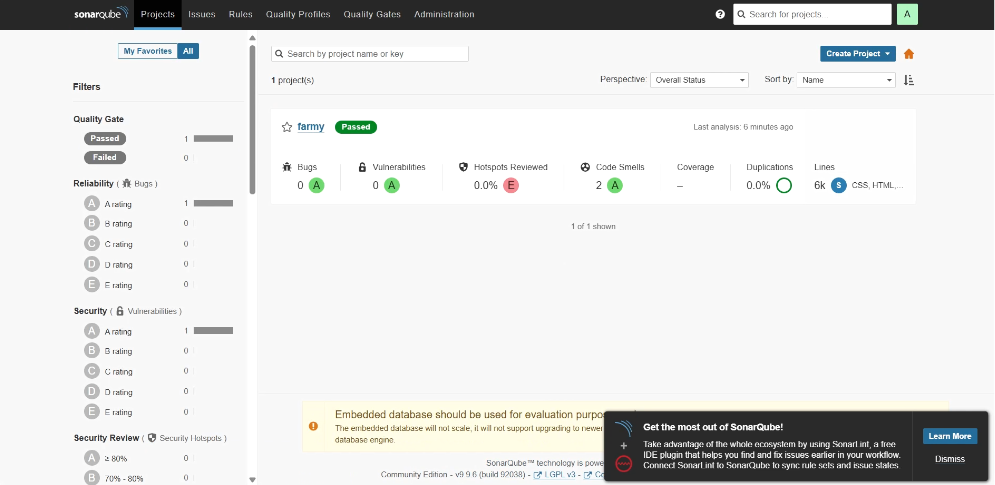 sonarqube Projects Issues Rules Quality Profiles Quality Gates Administration ? Search for projects... A
My Favorites All
Search by project name or key
Create Project
1 project(s)
Perspective: Overall Status Sort by: Name
Filters
Quality Gate
Passed 1
Failed 0
Reliability ( Bugs )
A A rating 1
B B rating 0
C C rating 0
D D rating 0
E E rating 0
Security ( Vulnerabilities )
A A rating 1
B B rating 0
C C rating 0
D D rating 0
E E rating 0
Security Review ( Security Hotspots )
A ≥ 80% 0
B 70% - 80% 0
farmy Passed Last analysis: 6 minutes ago
Bugs Vulnerabilities Hotspots Reviewed Code Smells Coverage Duplications Lines
0 A 0 A 0.0% E 2 A – 0.0% 6k S CSS, HTML,...
1 of 1 shown
Embedded database should be used for evaluation
The embedded database will not scale, it will not support upgrading to newer
database engine.
SonarQube™ technology is
Community Edition - v9.9.6 (build 92038) - LGPL v3 -
Get the most out of SonarQube!
Take advantage of the whole ecosystem by using SonarLint, a free
IDE plugin that helps you find and fix issues earlier in your workflow.
Connect SonarLint to SonarQube to sync rule sets and issue states
Learn More
Dismiss